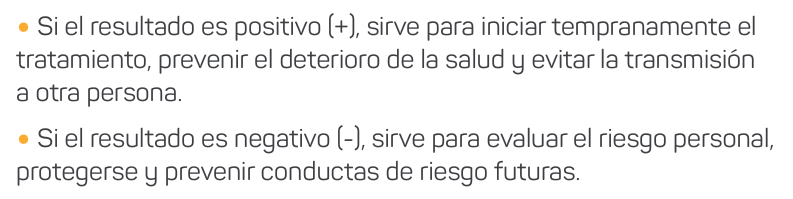 • Si el resultado es positivo (+), sirve para iniciar tempranamente el
tratamiento, prevenir el deterioro de la salud y evitar la transmisión
a otra persona.
• Si el resultado es negativo (-), sirve para evaluar el riesgo personal,
protegerse y prevenir conductas de riesgo futuras.